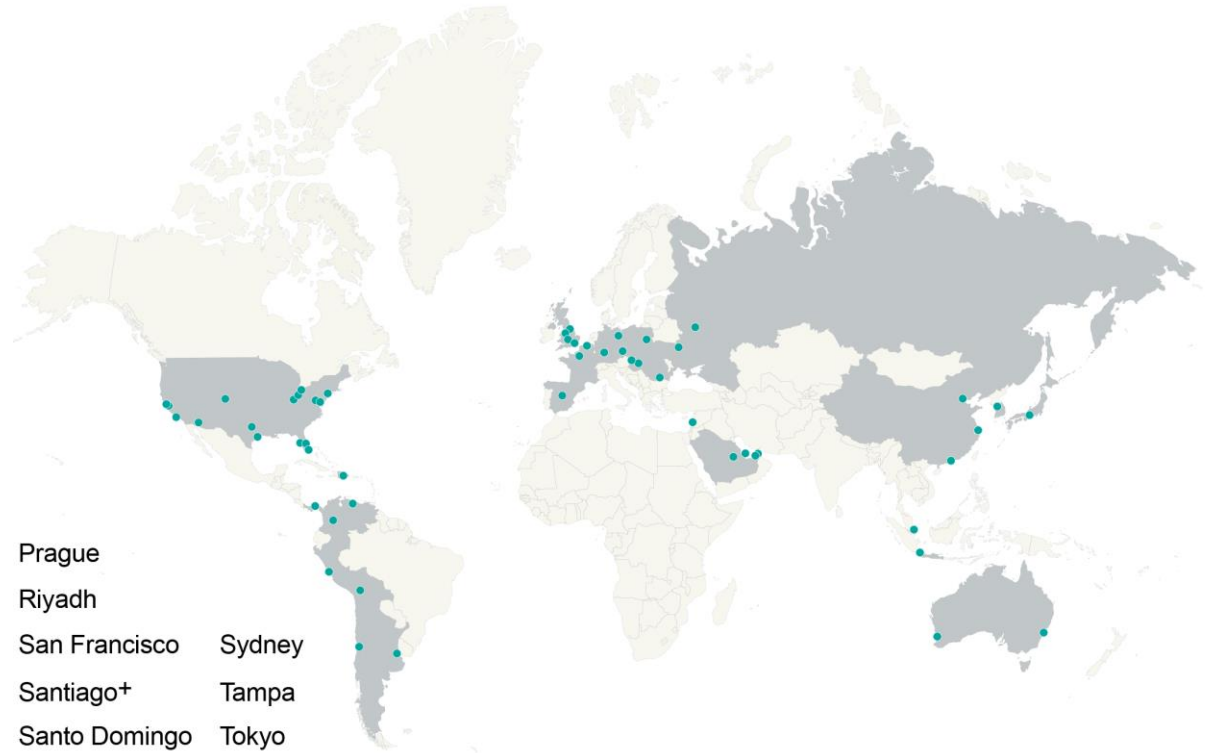 Prague
Riyadh
San Francisco
Santiago+
Santo Domingo
Sydney
Tampa
Tokyo